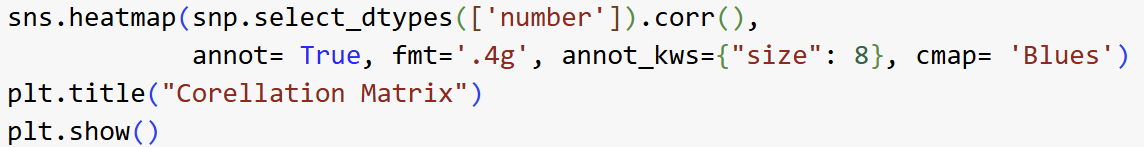 sns.heatmap(snp.select_dtypes(['number']).corr(),
            annot= True, fmt='.4g', annot_kws={"size": 8}, cmap= 'Blues')
plt.title("Corellation Matrix")
plt.show()